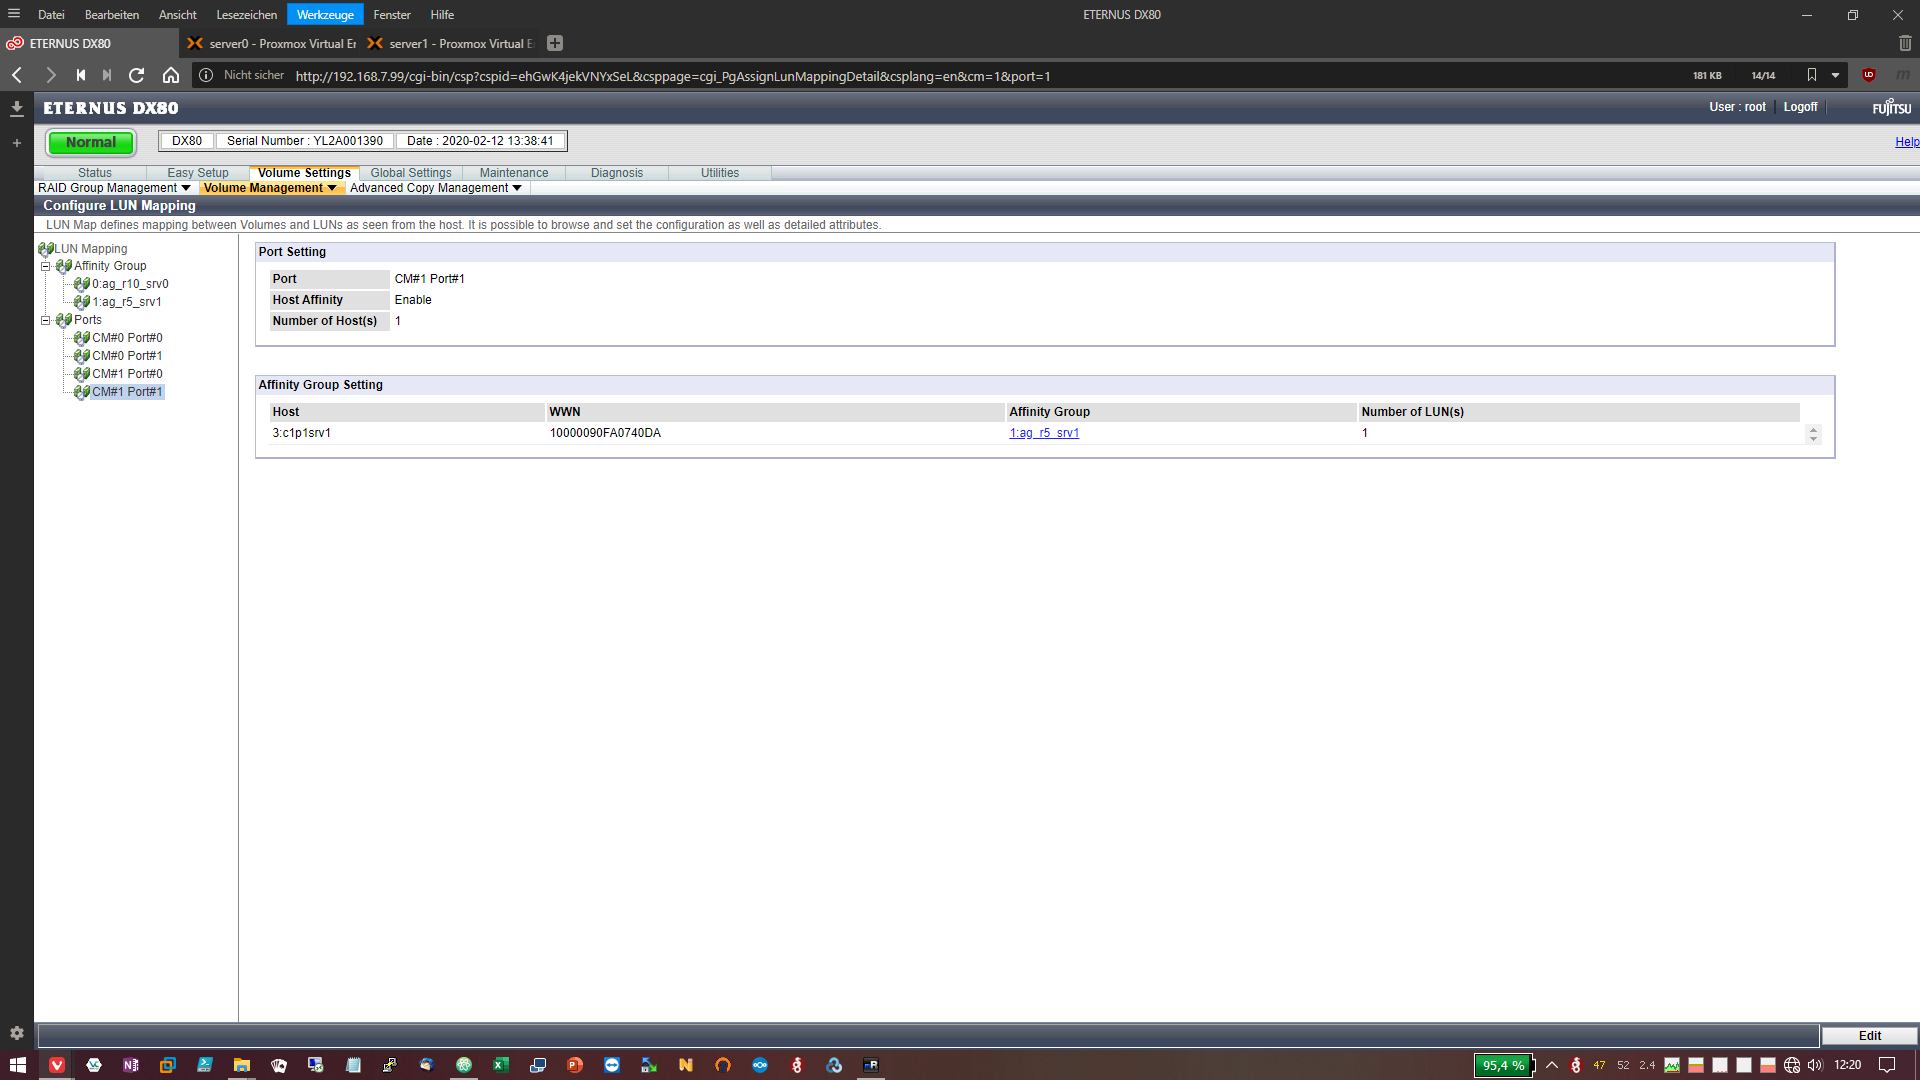 Datei Bearbeiten Ansicht Lesezeichen Werkzeuge Fenster Hilfe ETERNUS DX80
ETERNUS DX80 server0 - Proxmox Virtual Er server1 - Proxmox Virtual E
Nicht sicher http://192.168.7.99/cgi-bin/csp?cspid=ehGwK4jekVNYxSeL&csppage=cgi_PgAssignLunMappingDetail&csplang=en&cm=1&port=1 181 KB 14/14
ETERNUS DX80 User : root Logoff FUJITSU
Normal DX80 Serial Number : YL2A001390 Date : 2020-02-12 13:38:41 Help
Status Easy Setup Volume Settings Global Settings Maintenance Diagnosis Utilities
RAID Group Management Volume Management Advanced Copy Management
Configure LUN Mapping
LUN Map defines mapping between Volumes and LUNs as seen from the host. It is possible to browse and set the configuration as well as detailed attributes.
LUN Mapping
Affinity Group
0:ag_r10_srv0
1:ag_r5_srv1
Ports
CM#0 Port#0
CM#0 Port#1
CM#1 Port#0
CM#1 Port#1
Port Setting
Port CM#1 Port#1
Host Affinity Enable
Number of Host(s) 1
Affinity Group Setting
Host WWN Affinity Group Number of LUN(s)
3:c1p1srv1 10000090FA0740DA 1:ag_r5_srv1 1
Edit
95,4 % 47 52 2.4 12:20